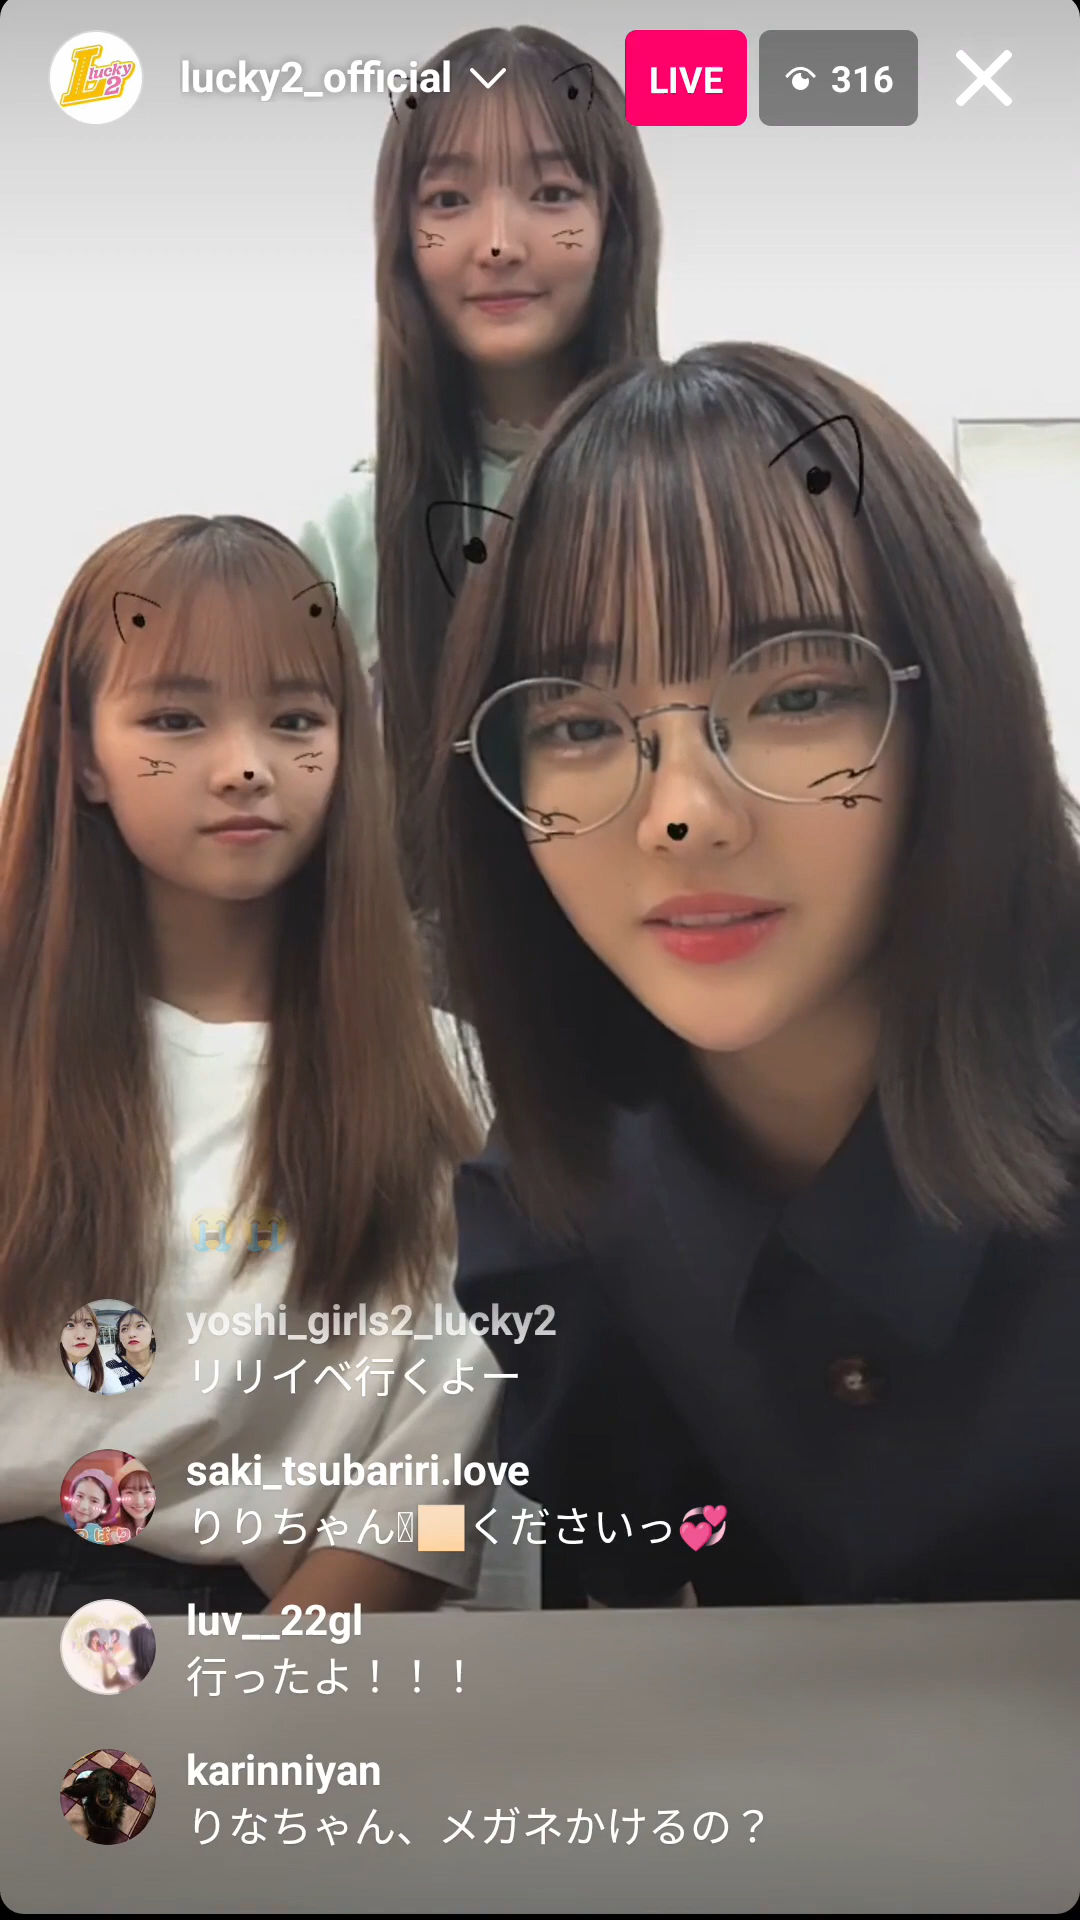 L lucky 2
lucky2_official
LIVE
316
😭😭
yoshi_girls2_lucky2
リリイベ行くよー
saki_tsubariri.love
りりちゃん🏻くださいっ💞
luv__22gl
行ったよ！！！
karinniyan
りなちゃん、メガネかけるの？